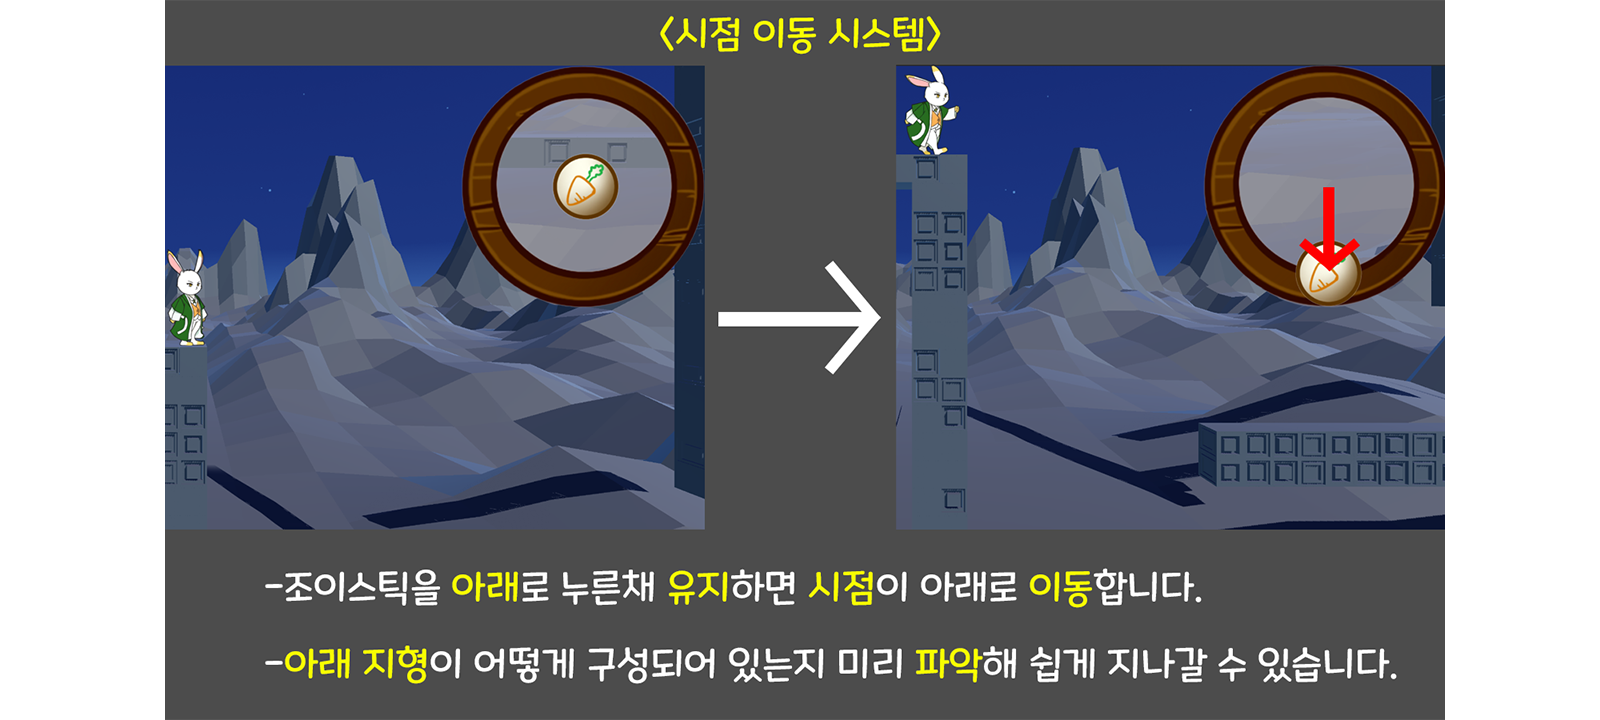 <시점 이동 시스템>
-조이스틱을 아래로 누른채 유지하면 시점이 아래로 이동합니다.
-아래 지형이 어떻게 구성되어 있는지 미리 파악해 쉽게 지나갈 수 있습니다.